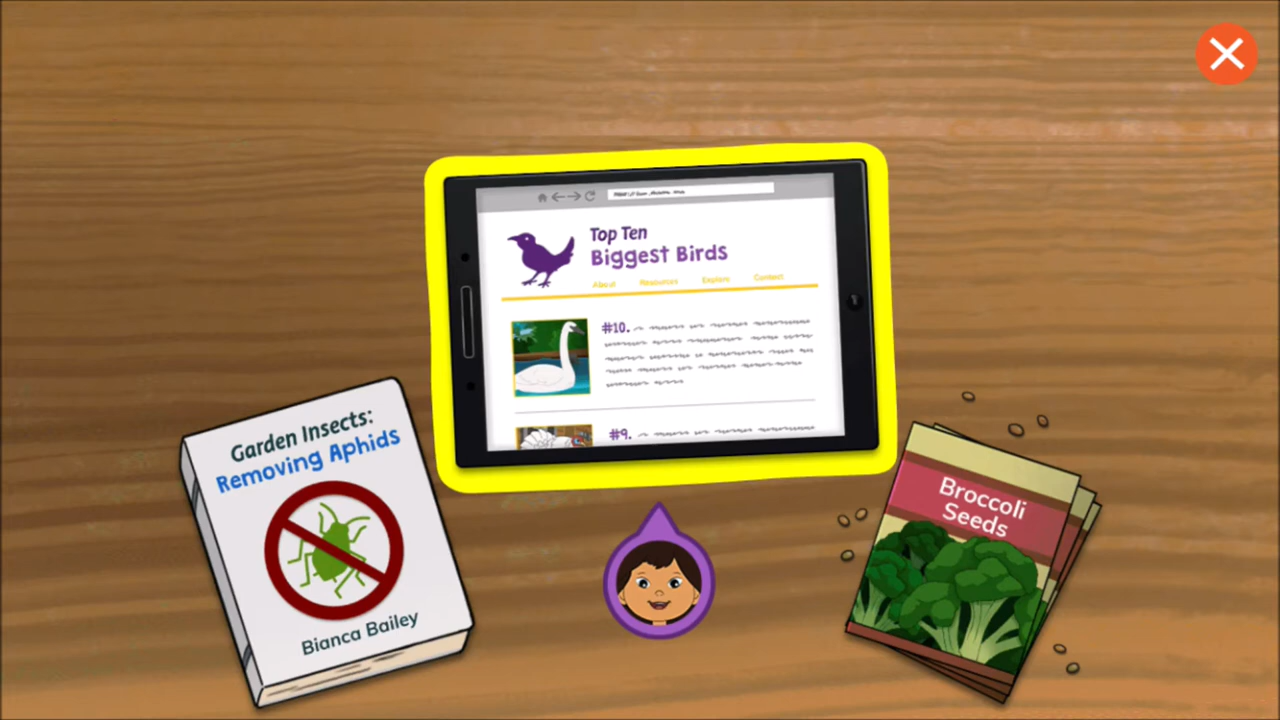 Top Ten
Biggest Birds
About Resources Explore Contact
#10.
#9.
Garden Insects:
Removing Aphids
Bianca Bailey
Broccoli
Seeds